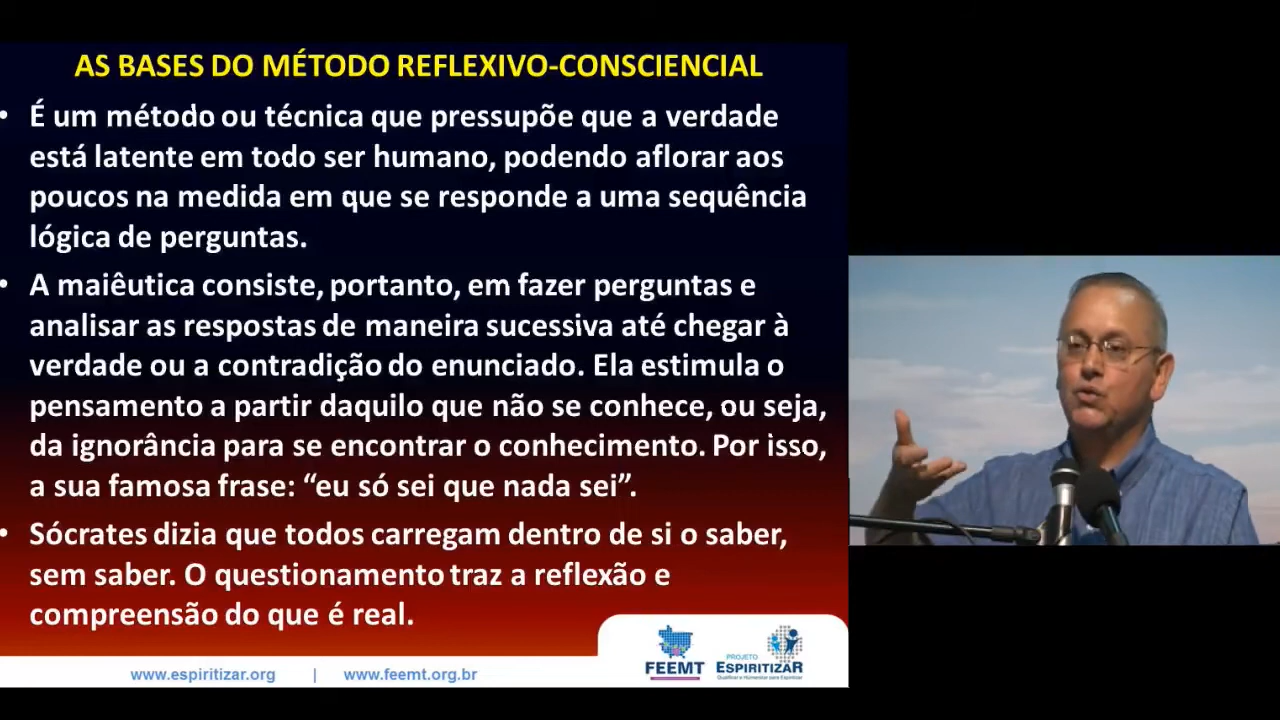 AS BASES DO MÉTODO REFLEXIVO-CONSCIENCIAL
• É um método ou técnica que pressupõe que a verdade
está latente em todo ser humano, podendo aflorar aos
poucos na medida em que se responde a uma sequência
lógica de perguntas.
• A maiêutica consiste, portanto, em fazer perguntas e
analisar as respostas de maneira sucessiva até chegar à
verdade ou a contradição do enunciado. Ela estimula o
pensamento a partir daquilo que não se conhece, ou seja,
da ignorância para se encontrar o conhecimento. Por isso,
a sua famosa frase: “eu só sei que nada sei”.
• Sócrates dizia que todos carregam dentro de si o saber,
sem saber. O questionamento traz a reflexão e
compreensão do que é real.
www.espiritizar.org | www.feemt.org.br
FEEMT
PROJETO
ESPIRITIZAR
Qualificar e Humanizar para Espiritizar